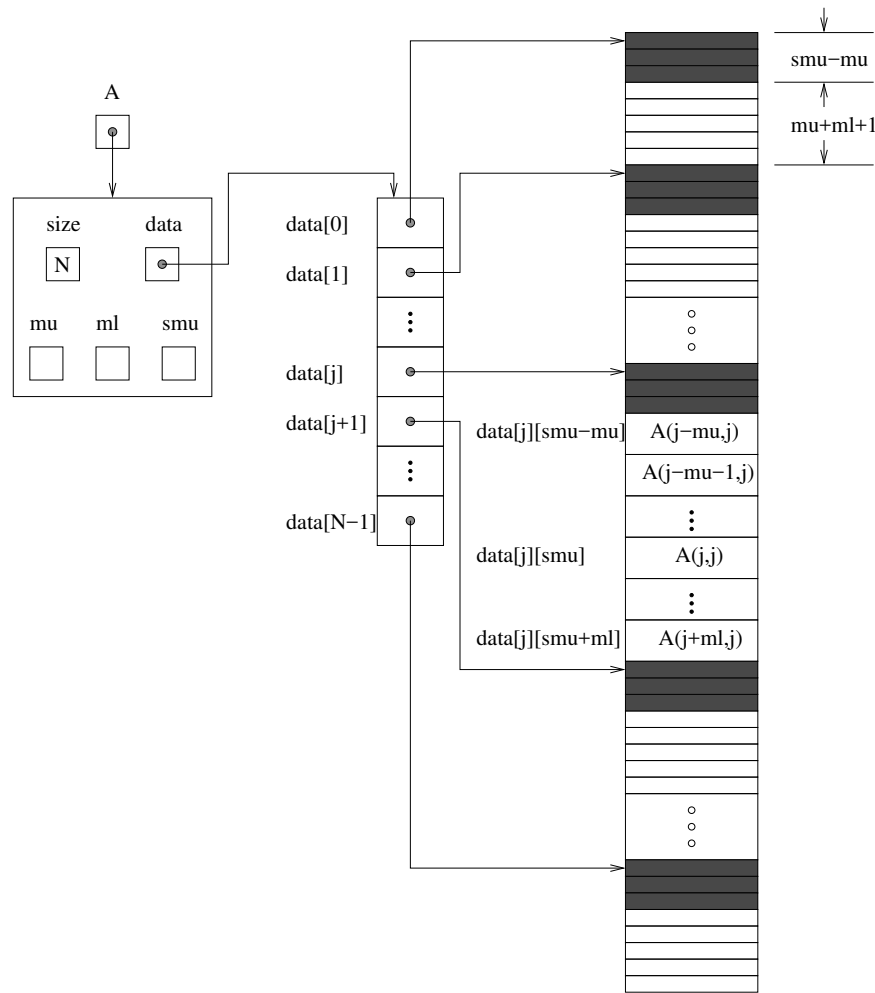 A
size
data
N
mu
ml
smu
data[0]
data[1]
data[j]
data[j+1]
data[N−1]
data[j][smu−mu]
data[j][smu]
data[j][smu+ml]
A(j−mu,j)
A(j−mu−1,j)
A(j,j)
A(j+ml,j)
smu−mu
mu+ml+1